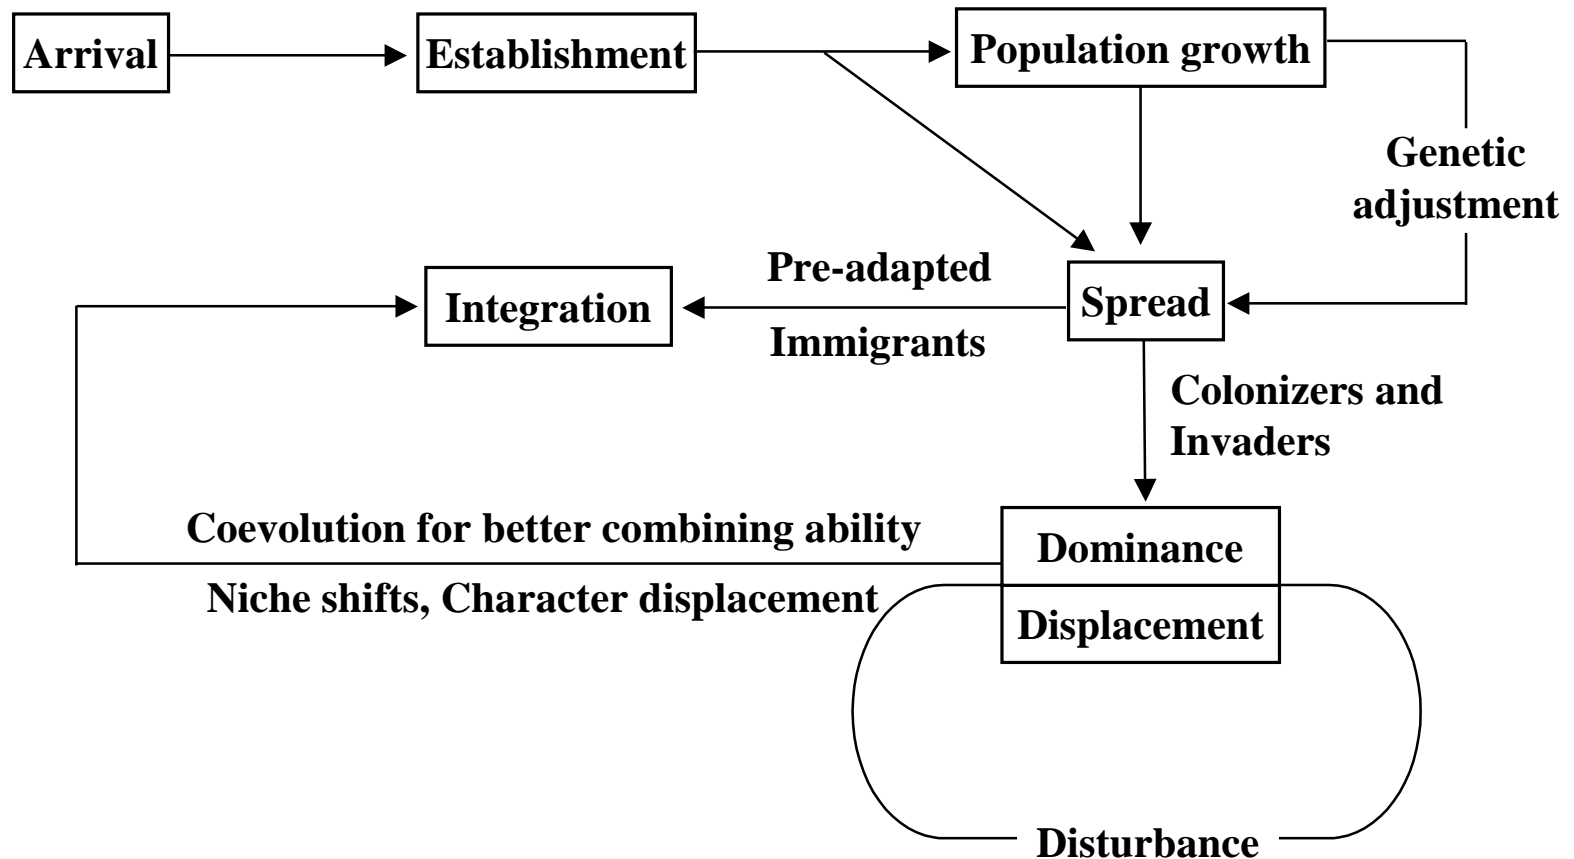 Arrival
Establishment
Population growth
Genetic
adjustment
Pre-adapted
Integration
Spread
Immigrants
Colonizers and
Invaders
Coevolution for better combining ability
Dominance
Niche shifts, Character displacement
Displacement
Disturbance